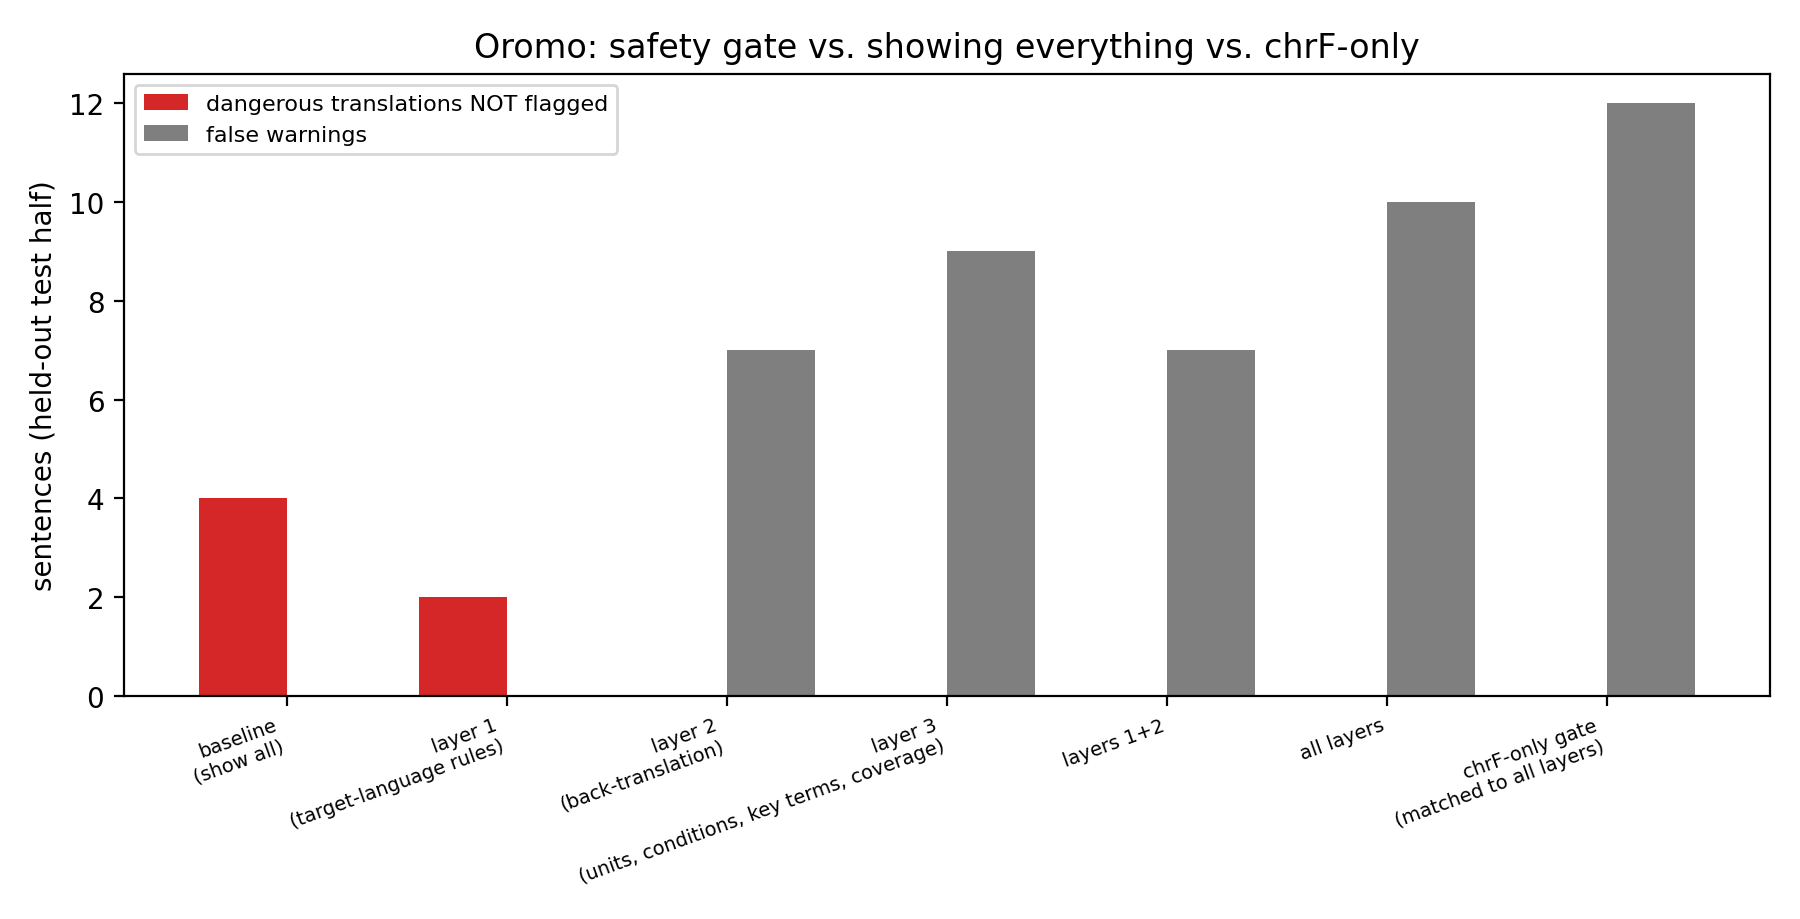 Oromo: safety gate vs. showing everything vs. chrF-only
dangerous translations NOT flagged
false warnings
sentences (held-out test half)
12
10
8
6
4
2
0
baseline
(show all)
layer 1
(target-language rules)
layer 2
(back-translation)
layer 3
(units, conditions, key terms, coverage)
layers 1+2
all layers
chrF-only gate
(matched to all layers)